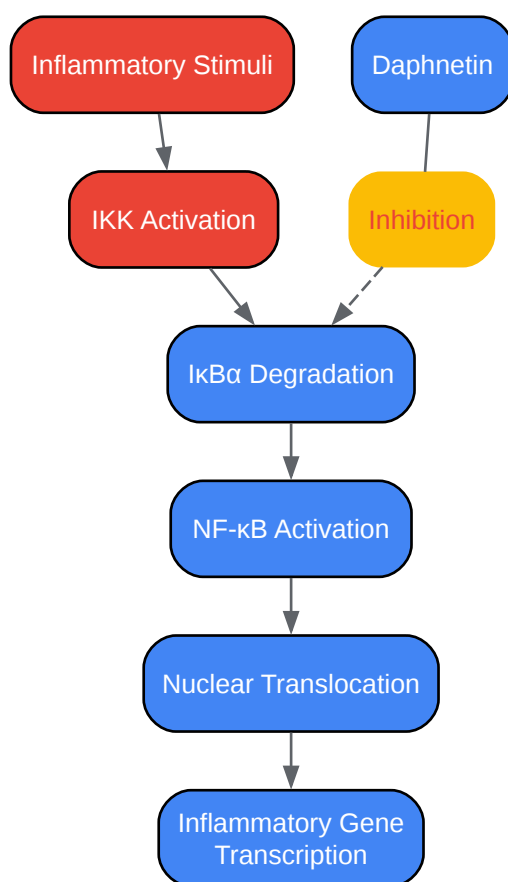 Inflammatory Stimuli
Daphnetin
IKK Activation
Inhibition
IκBα Degradation
NF-κB Activation
Nuclear Translocation
Inflammatory Gene
Transcription